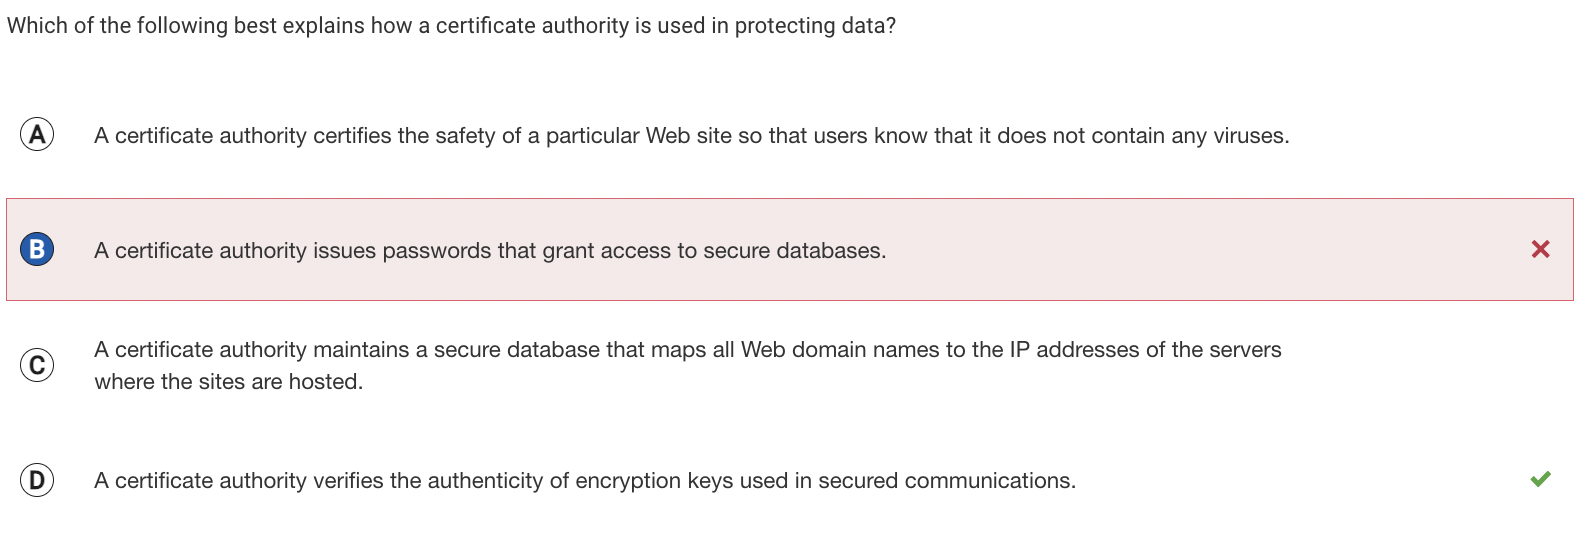 Which of the following best explains how a certificate authority is used in protecting data?
A A certificate authority certifies the safety of a particular Web site so that users know that it does not contain any viruses.
B A certificate authority issues passwords that grant access to secure databases.
C A certificate authority maintains a secure database that maps all Web domain names to the IP addresses of the servers
where the sites are hosted.
D A certificate authority verifies the authenticity of encryption keys used in secured communications.